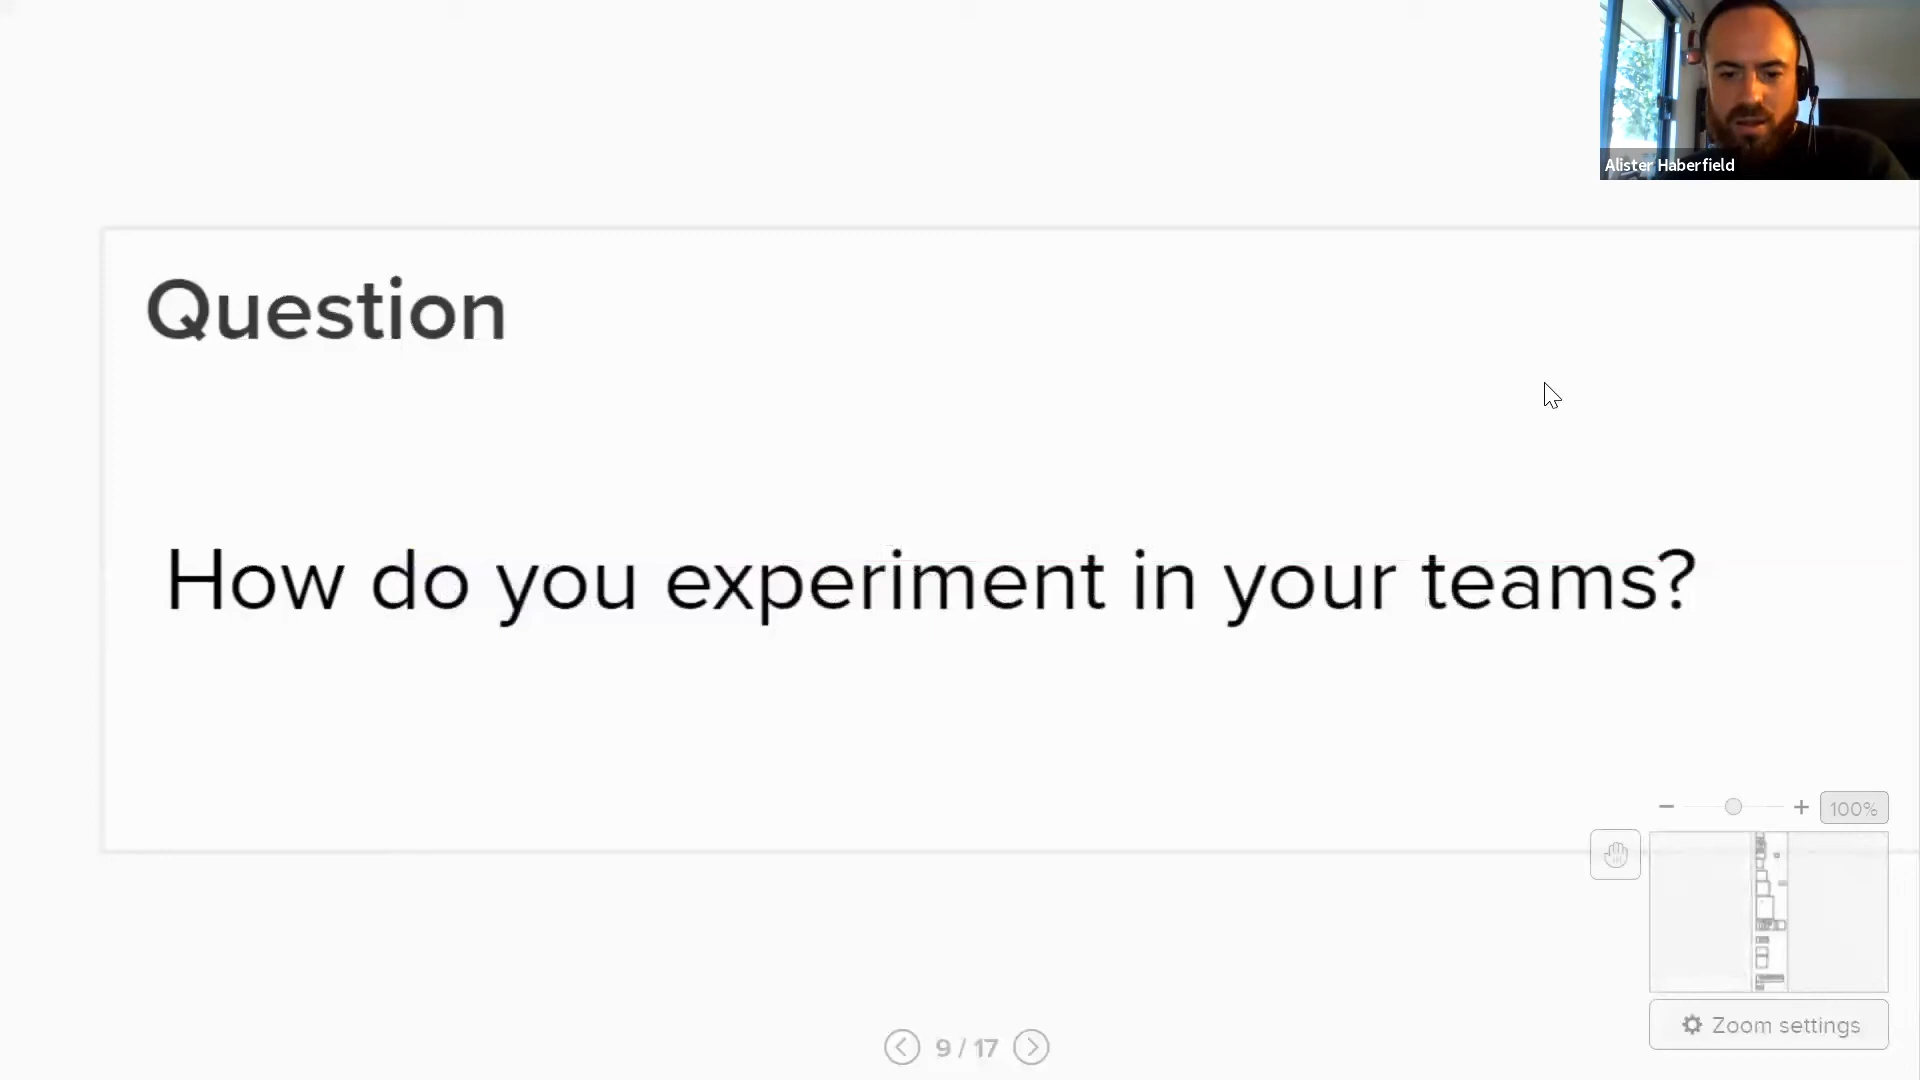 Alister Haberfield
Question
How do you experiment in your teams?
100%
Zoom settings
9 / 17